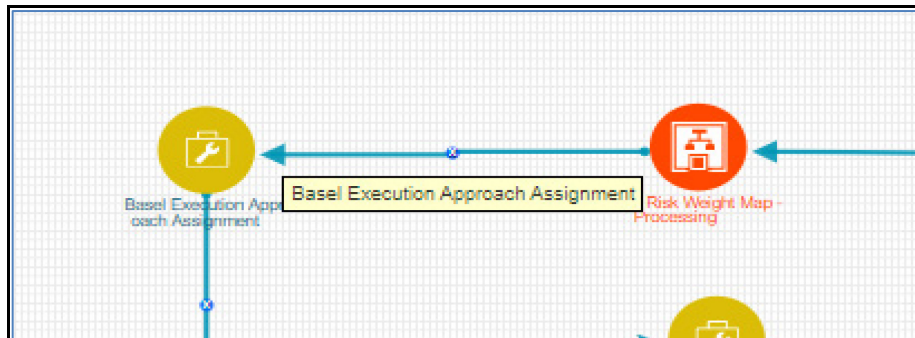 Basel Execution Appr
oach Assignment
Basel Execution Approach Assignment
Risk Weight Map -
Processing